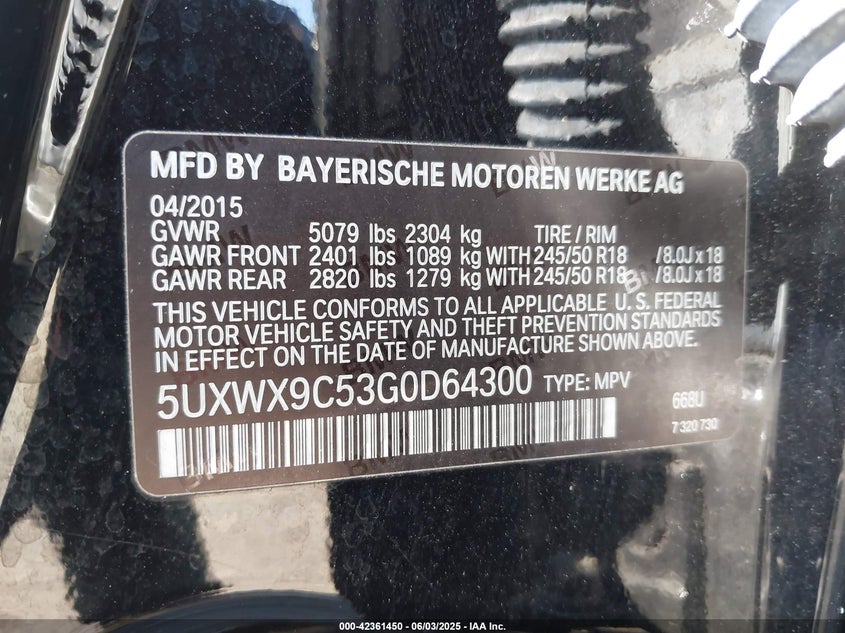 MFD BY BAYERISCHE MOTOREN WERKE AG
04/2015
GVWR 5079 lbs 2304 kg TIRE / RIM
GAWR FRONT 2401 lbs 1089 kg WITH 245/50 R18 /8.0J x 18
GAWR REAR 2820 lbs 1279 kg WITH 245/50 R18 /8.0J x 18
THIS VEHICLE CONFORMS TO ALL APPLICABLE U.S. FEDERAL
MOTOR VEHICLE SAFETY AND THEFT PREVENTION STANDARDS
IN EFFECT ON THE DATE OF MANUFACTURE SHOWN ABOVE.
5UXWX9C53G0D64300 TYPE: MPV 668U
7 320 730
000-42361450 - 06/03/2025 - IAA Inc.